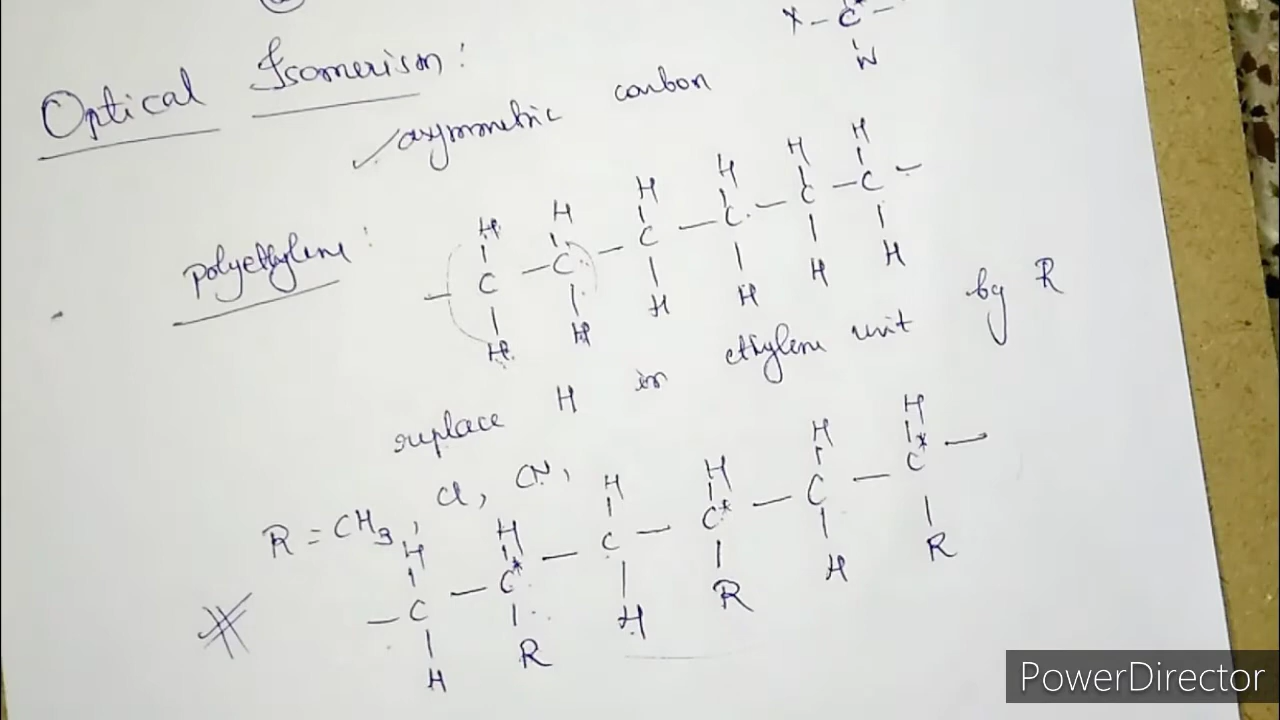 X - C* -
W
Optical Isomerism :
✓ asymmetric carbon
H H H H H H
polyethylene : - C - C - C - C - C - C -
H H H H H H
replace H in ethylene unit by R
R = CH3, Cl, CN,
H H H H H H
- C - C* - C - C* - C - C* -
H R H R H R
PowerDirector